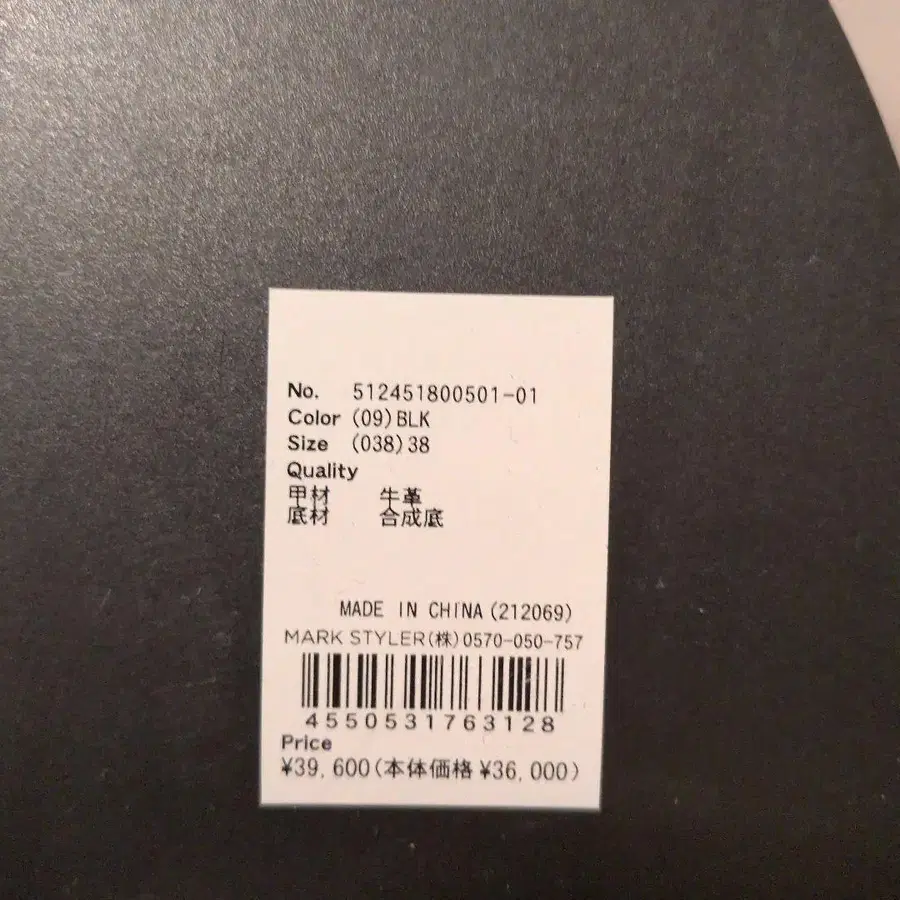 No. 512451800501-01
Color (09)BLK
Size (038)38
Quality
甲材 牛革
底材 合成底
MADE IN CHINA(212069)
MARK STYLER(株)0570-050-757
4550531763128
Price
¥39,600(本体価格¥36,000)